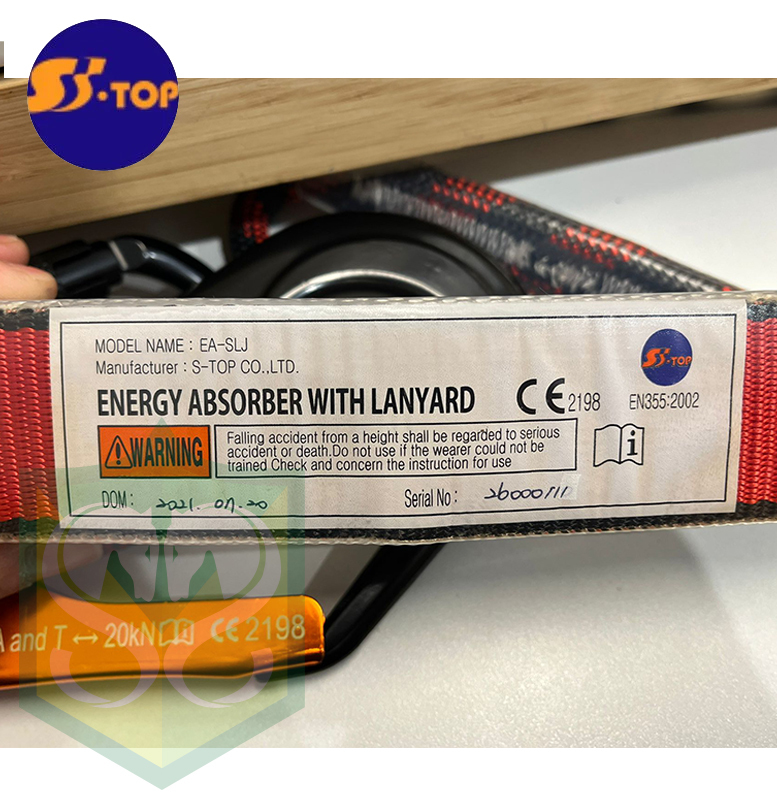 S·TOP
MODEL NAME : EA-SLJ
Manufacturer : S-TOP CO.,LTD.
ENERGY ABSORBER WITH LANYARD
CE 2198
EN355:2002
S·TOP
WARNING
Falling accident from a height shall be regarded to serious
accident or death.Do not use if the wearer could not be
trained Check and concern the instruction for use
i
DOM : 2021. 07. 20
Serial No :
A and T ↔ 20kN CE 2198